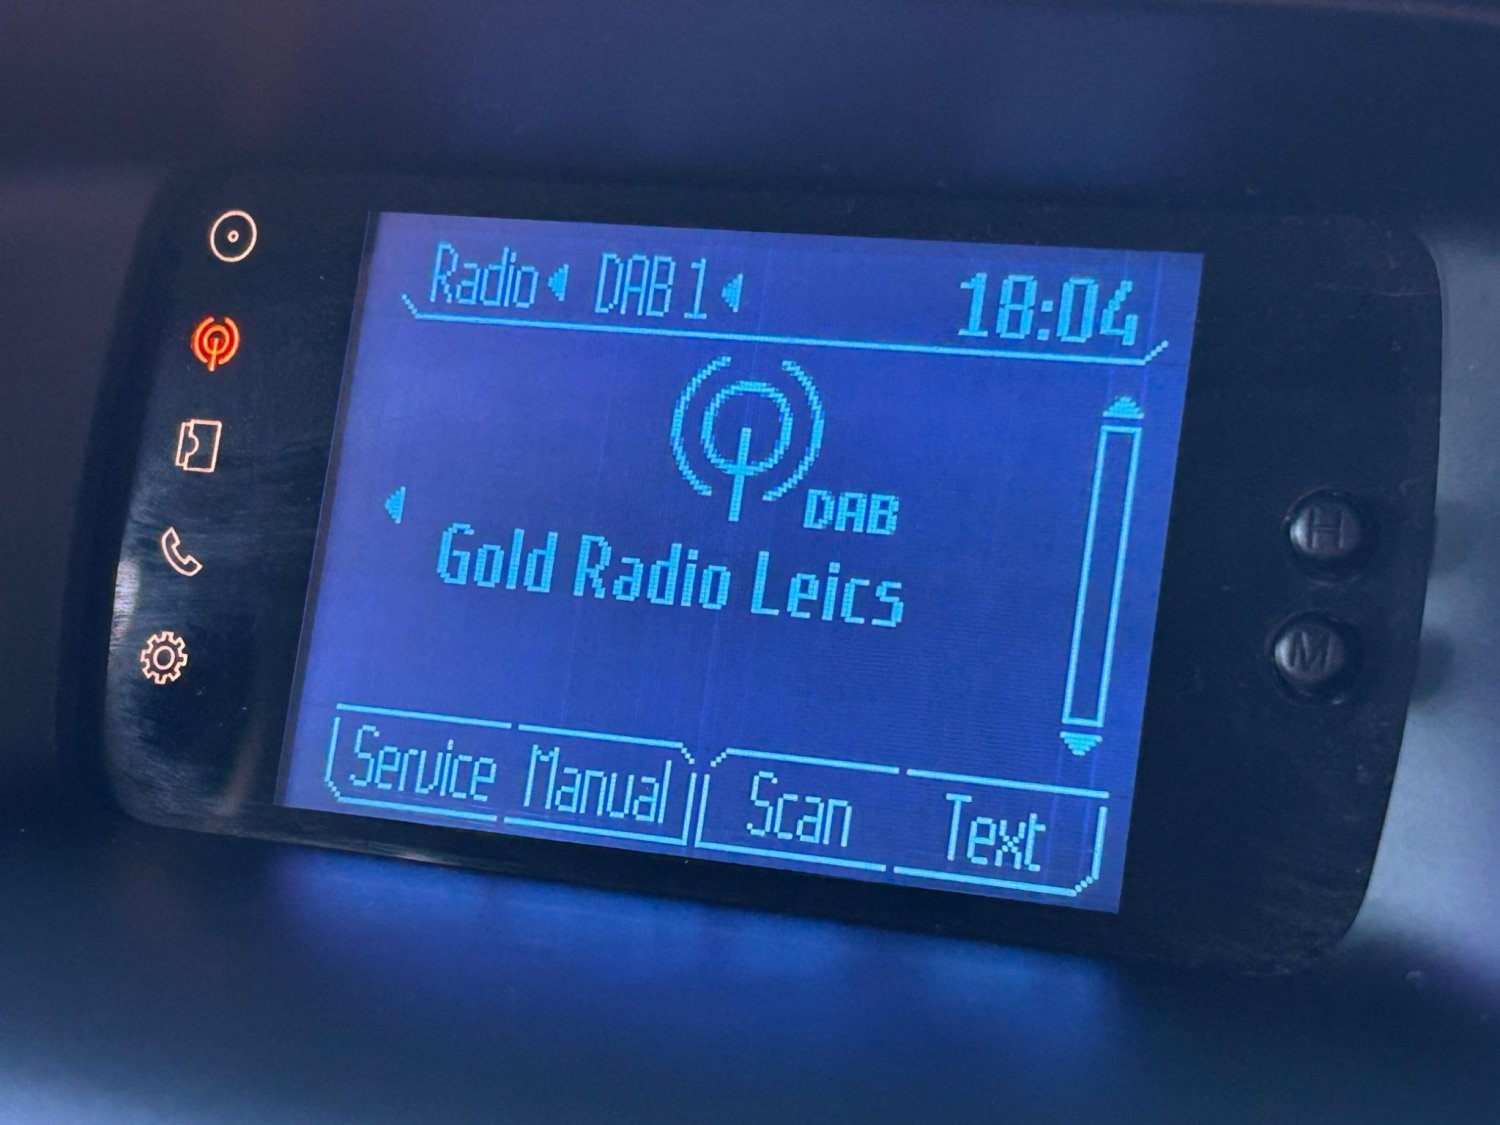 Radio DAB 1 18:04
DAB
Gold Radio Leics
Service Manual Scan Text
H
M